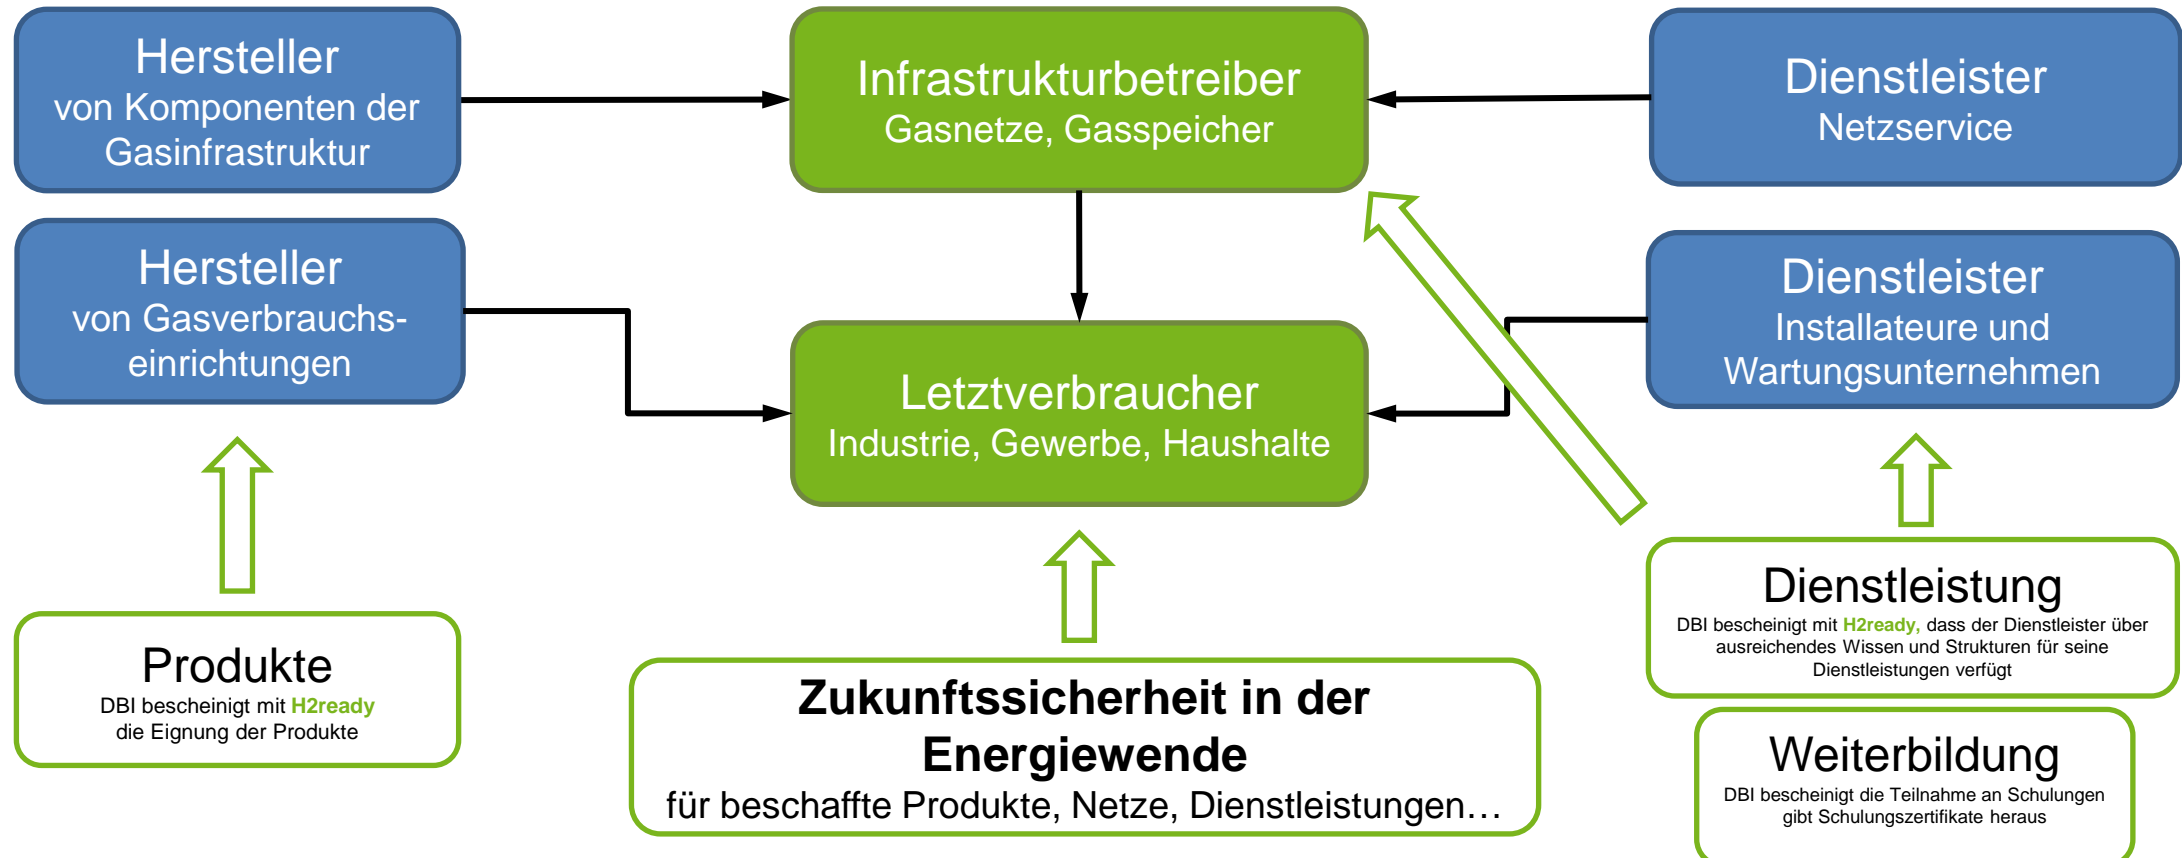 Hersteller
von Komponenten der
Gasinfrastruktur
Infrastrukturbetreiber
Gasnetze, Gasspeicher
Dienstleister
Netzservice
Hersteller
von Gasverbrauchs-
einrichtungen
Letztverbraucher
Industrie, Gewerbe, Haushalte
Dienstleister
Installateure und
Wartungsunternehmen
Produkte
DBI bescheinigt mit H2ready
die Eignung der Produkte
Zukunftssicherheit in der
Energiewende
für beschaffte Produkte, Netze, Dienstleistungen…
Dienstleistung
DBI bescheinigt mit H2ready, dass der Dienstleister über
ausreichendes Wissen und Strukturen für seine
Dienstleistungen verfügt
Weiterbildung
DBI bescheinigt die Teilnahme an Schulungen
gibt Schulungszertifikate heraus